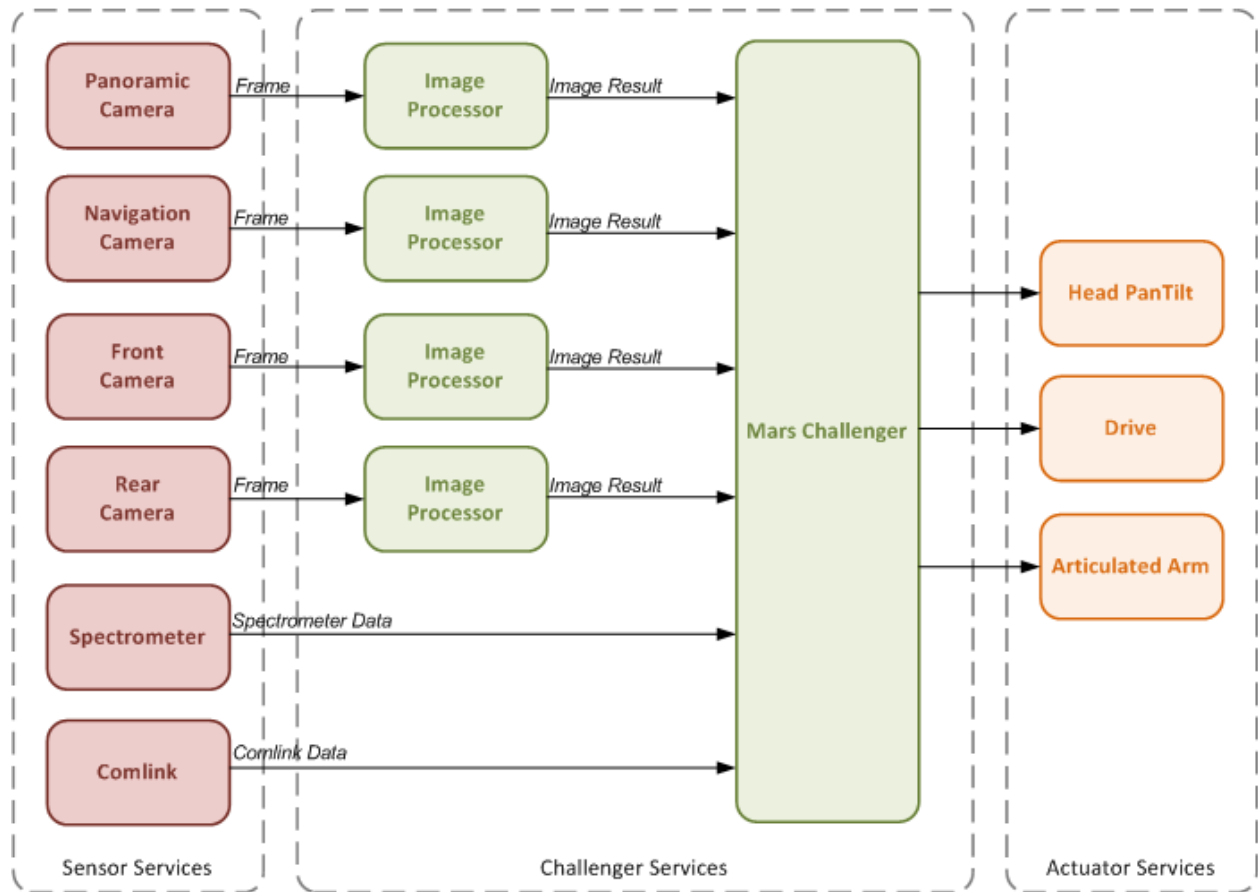 Panoramic
Camera
Frame
Image
Processor
Image Result
Navigation
Camera
Frame
Image
Processor
Image Result
Front
Camera
Frame
Image
Processor
Image Result
Rear
Camera
Frame
Image
Processor
Image Result
Spectrometer
Spectrometer Data
Comlink
Comlink Data
Mars Challenger
Head PanTilt
Drive
Articulated Arm
Sensor Services
Challenger Services
Actuator Services